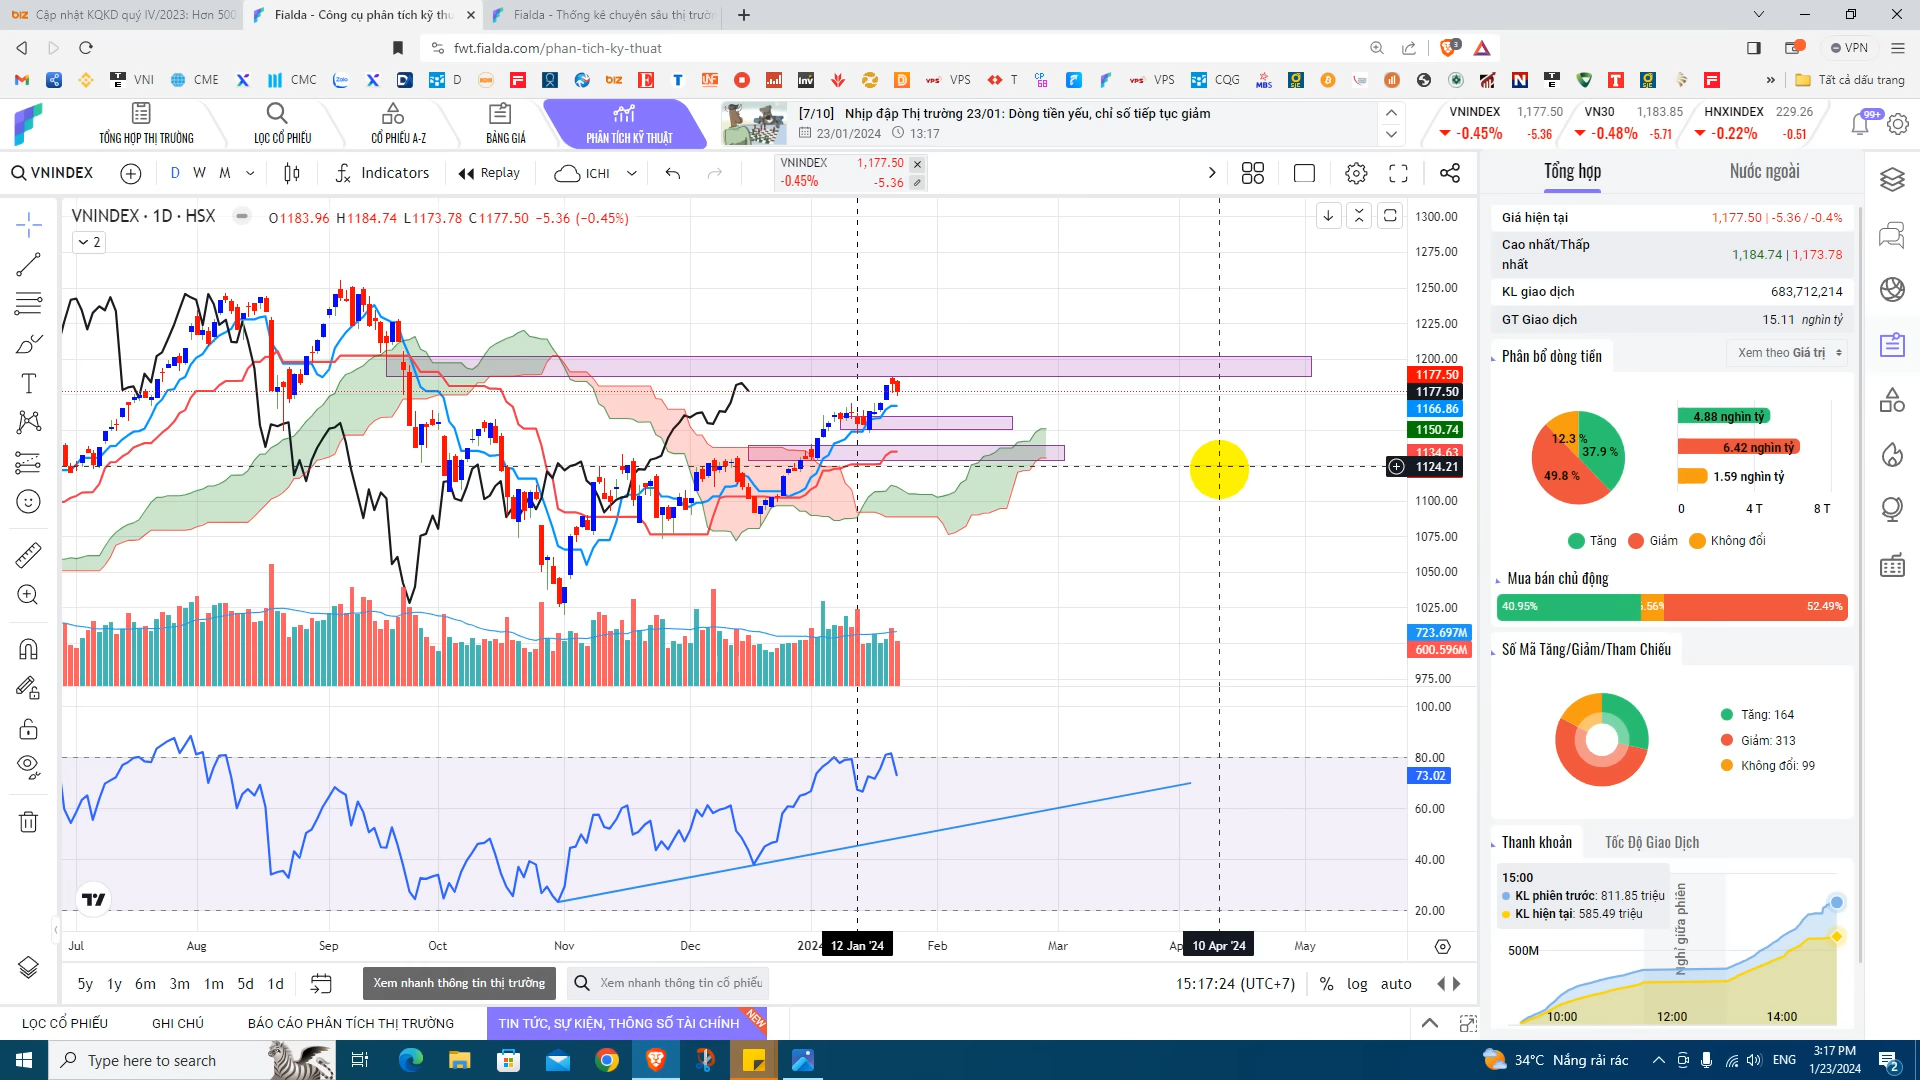 Cập nhật KQKD quý IV/2023: Hơn 500
Fialda - Công cụ phân tích kỹ thu
Fialda - Thống kê chuyên sâu thị trườn
fwt.fialda.com/phan-tich-ky-thuat
VPN
VNI
CME
CMC
D
VPS
T
VPS
CQG
Tất cả dấu trang
TỔNG HỢP THỊ TRƯỜNG
LỌC CỔ PHIẾU
CỔ PHIẾU A-Z
BẢNG GIÁ
PHÂN TÍCH KỸ THUẬT
[7/10] Nhịp đập Thị trường 23/01: Dòng tiền yếu, chỉ số tiếp tục giảm
23/01/2024 13:17
VNINDEX 1,177.50
-0.45% -5.36
VN30 1,183.85
-0.48% -5.71
HNXINDEX 229.26
-0.22% -0.51
99+
VNINDEX
D W M
Indicators
Replay
ICHI
VNINDEX 1,177.50
-0.45% -5.36
VNINDEX · 1D · HSX
O1183.96 H1184.74 L1173.78 C1177.50 -5.36 (-0.45%)
2
1300.00
1275.00
1250.00
1225.00
1200.00
1177.50
1177.50
1166.86
1150.74
1134.63
1124.21
1100.00
1075.00
1050.00
1025.00
723.697M
600.596M
975.00
100.00
80.00
73.02
60.00
40.00
20.00
Jul Aug Sep Oct Nov Dec 2024 12 Jan '24 Feb Mar Ap 10 Apr '24 May
5y 1y 6m 3m 1m 5d 1d
Xem nhanh thông tin thị trường
Xem nhanh thông tin cổ phiếu
15:17:24 (UTC+7)
% log auto
LỌC CỔ PHIẾU
GHI CHÚ
BÁO CÁO PHÂN TÍCH THỊ TRƯỜNG
TIN TỨC, SỰ KIỆN, THÔNG SỐ TÀI CHÍNH
NEW
Tổng hợp
Nước ngoài
Giá hiện tại 1,177.50 | -5.36 / -0.4%
Cao nhất/Thấp
nhất 1,184.74 | 1,173.78
KL giao dịch 683,712,214
GT Giao dịch 15.11 nghìn tỷ
Phân bổ dòng tiền
Xem theo Giá trị
12.3 %
37.9 %
49.8 %
4.88 nghìn tỷ
6.42 nghìn tỷ
1.59 nghìn tỷ
0 4 T 8 T
Tăng Giảm Không đổi
Mua bán chủ động
40.95% 6.56% 52.49%
Số Mã Tăng/Giảm/Tham Chiếu
Tăng: 164
Giảm: 313
Không đổi: 99
Thanh khoản
Tốc Độ Giao Dịch
15:00
KL phiên trước: 811.85 triệu
KL hiện tại: 585.49 triệu
Nghỉ giữa phiên
500M
10:00 12:00 14:00
Type here to search
34°C Nắng rải rác
ENG
3:17 PM
1/23/2024
2